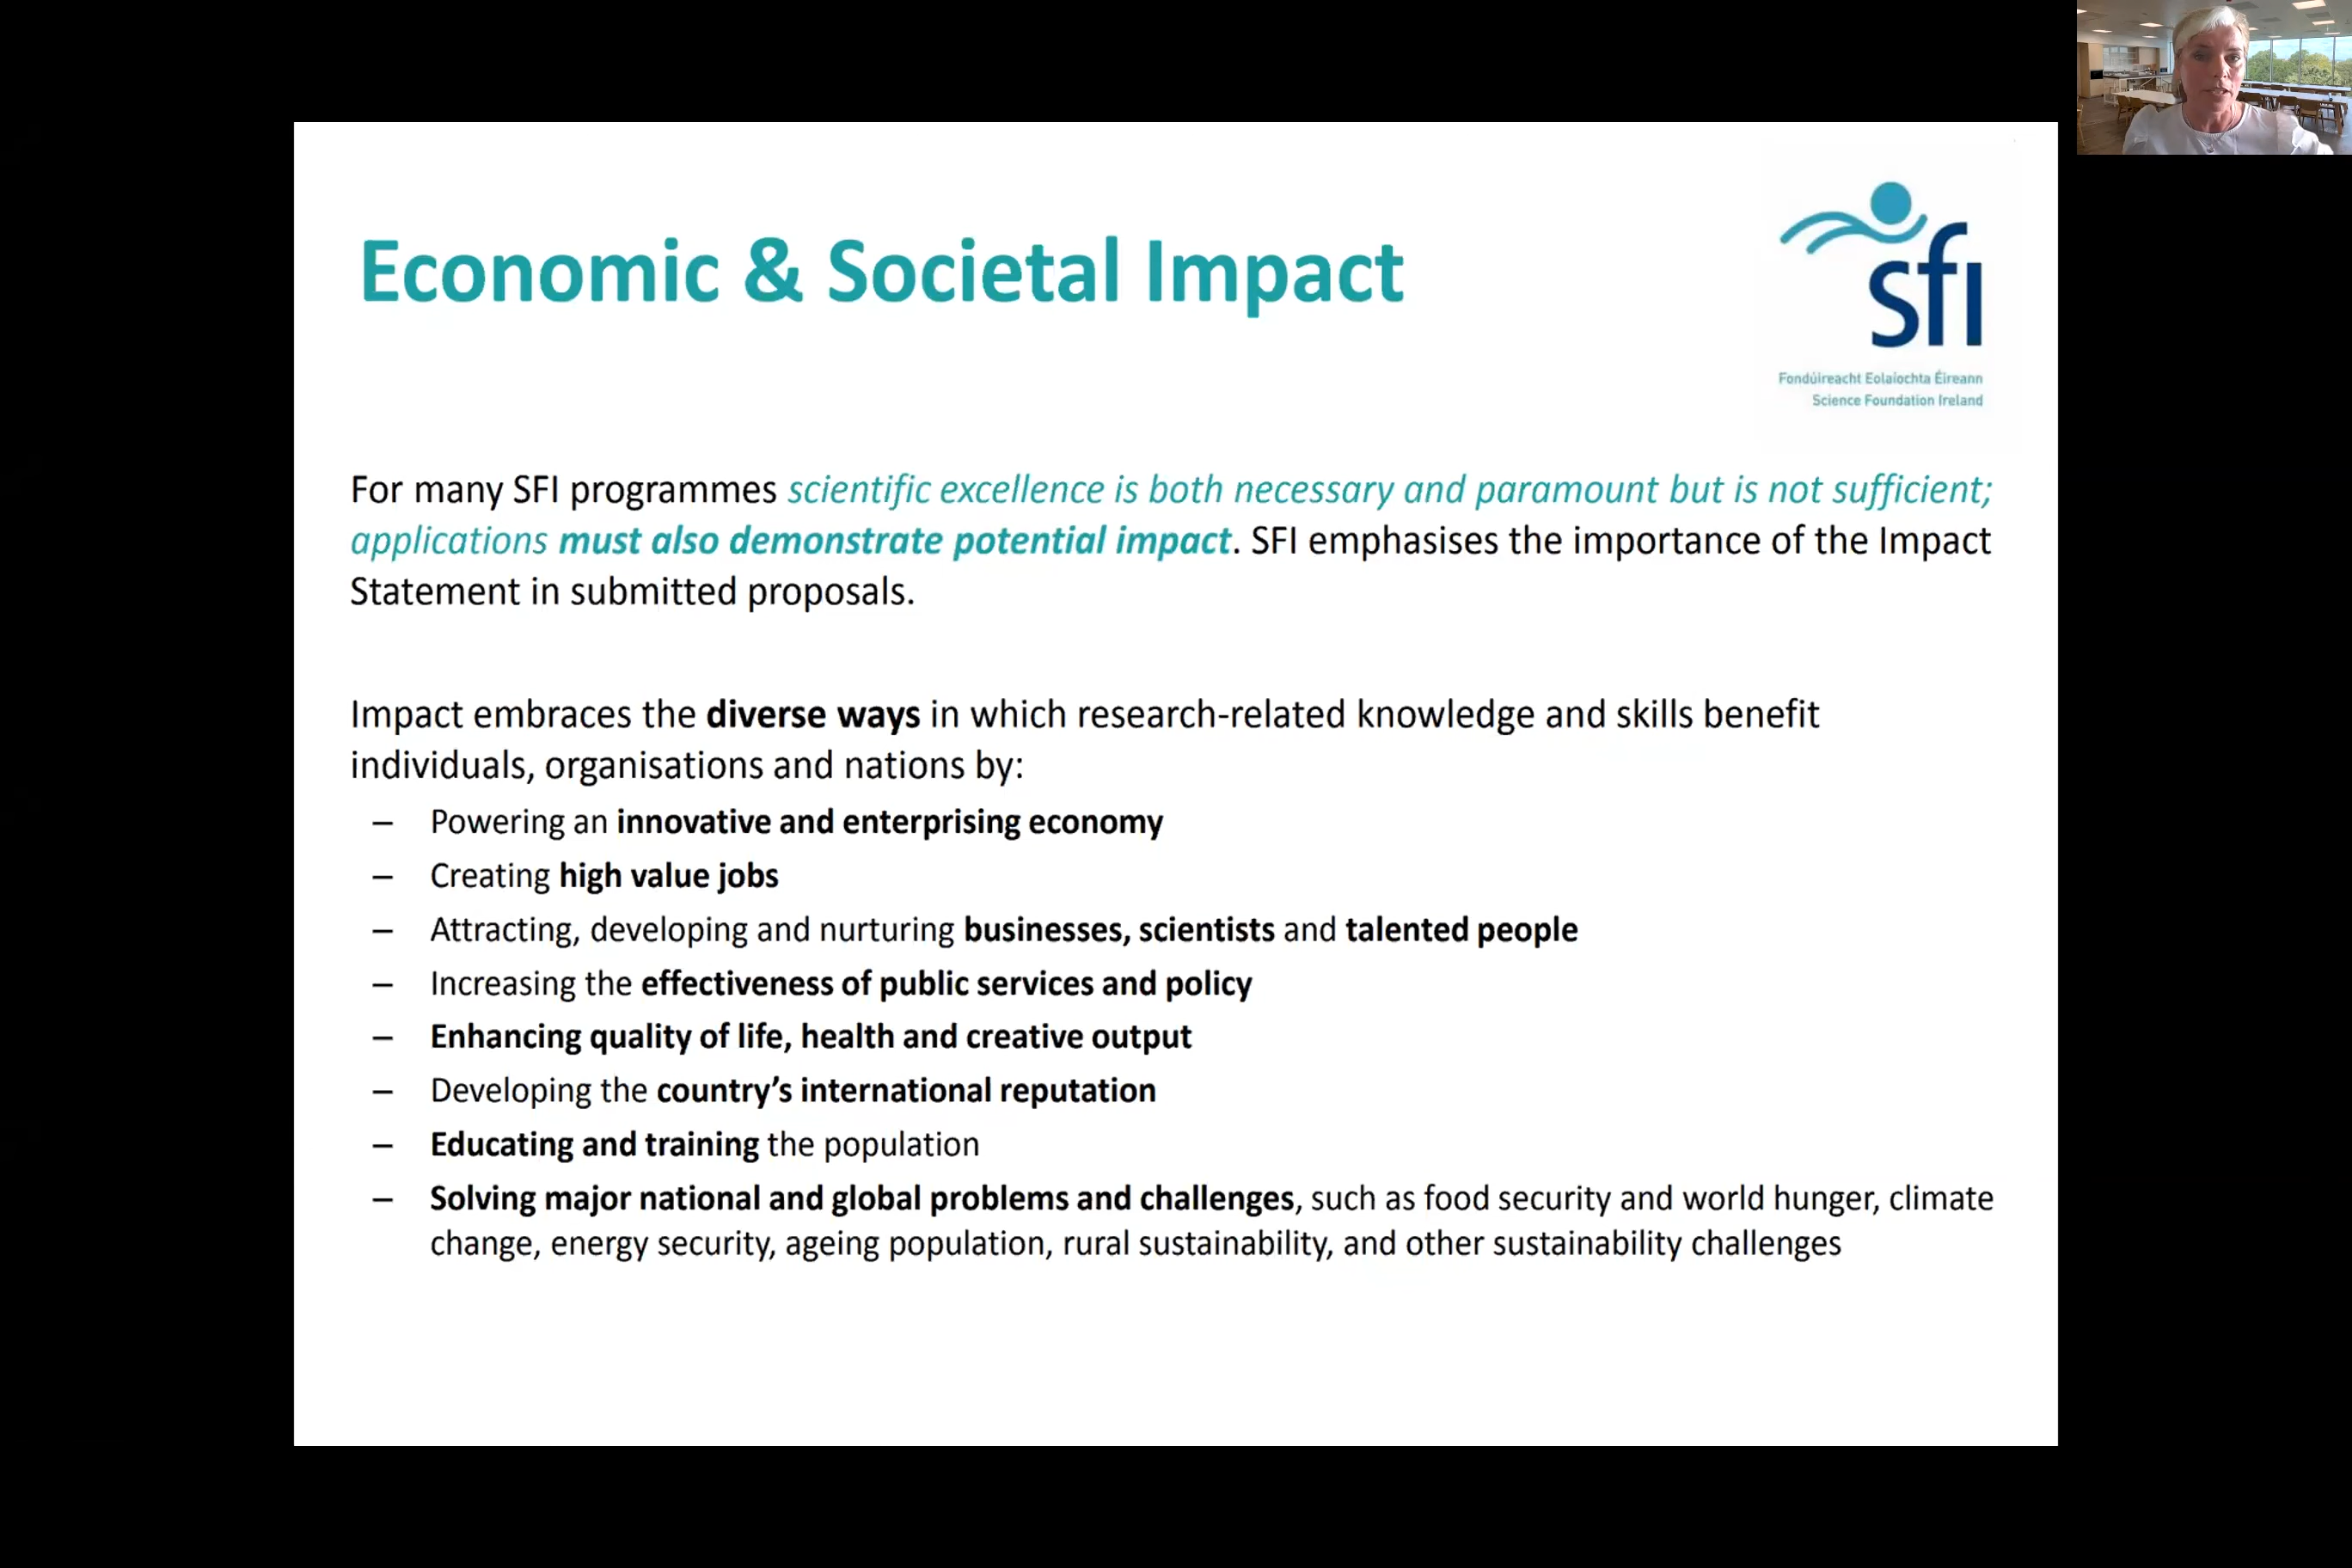 Economic & Societal Impact
sfi
Fondúireacht Eolaíochta Éireann
Science Foundation Ireland
For many SFI programmes scientific excellence is both necessary and paramount but is not sufficient;
applications must also demonstrate potential impact. SFI emphasises the importance of the Impact
Statement in submitted proposals.
Impact embraces the diverse ways in which research-related knowledge and skills benefit
individuals, organisations and nations by:
– Powering an innovative and enterprising economy
– Creating high value jobs
– Attracting, developing and nurturing businesses, scientists and talented people
– Increasing the effectiveness of public services and policy
– Enhancing quality of life, health and creative output
– Developing the country’s international reputation
– Educating and training the population
– Solving major national and global problems and challenges, such as food security and world hunger, climate
change, energy security, ageing population, rural sustainability, and other sustainability challenges